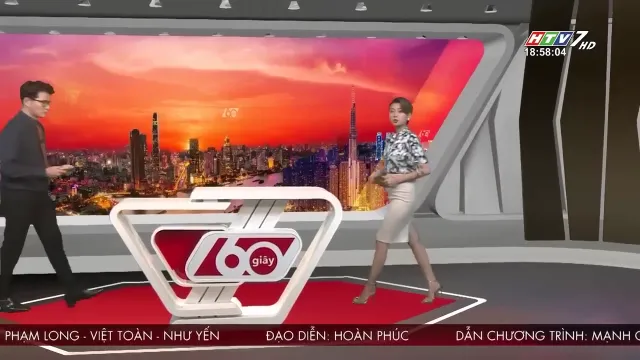 HTV7 HD
18:58:04
60 giây
PHẠM LONG - VIỆT TOÀN - NHƯ YẾN ĐẠO DIỄN: HOÀN PHÚC DẪN CHƯƠNG TRÌNH: MẠNH